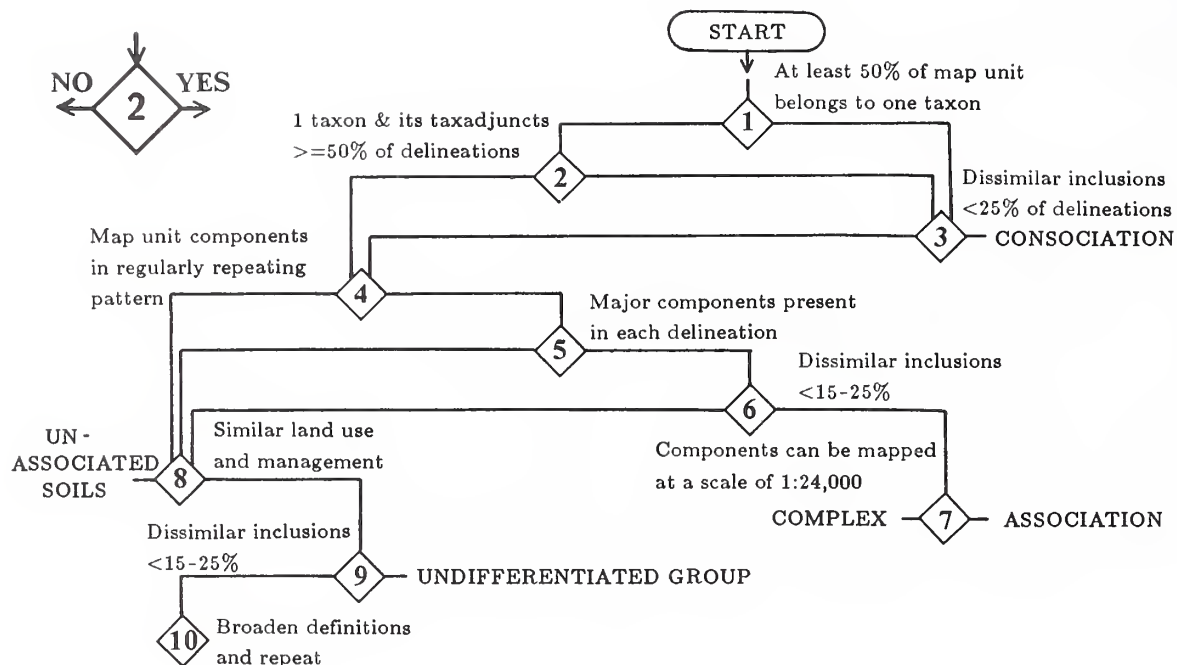 START
NO YES
2
At least 50% of map unit
belongs to one taxon
1
1 taxon & its taxadjuncts
>=50% of delineations
2
Dissimilar inclusions
<25% of delineations
3
CONSOCIATION
Map unit components
in regularly repeating
pattern
4
Major components present
in each delineation
5
Dissimilar inclusions
<15-25%
6
UN-
ASSOCIATED
SOILS
Similar land use
and management
8
Components can be mapped
at a scale of 1:24,000
COMPLEX 7 ASSOCIATION
Dissimilar inclusions
<15-25%
9 UNDIFFERENTIATED GROUP
10
Broaden definitions
and repeat